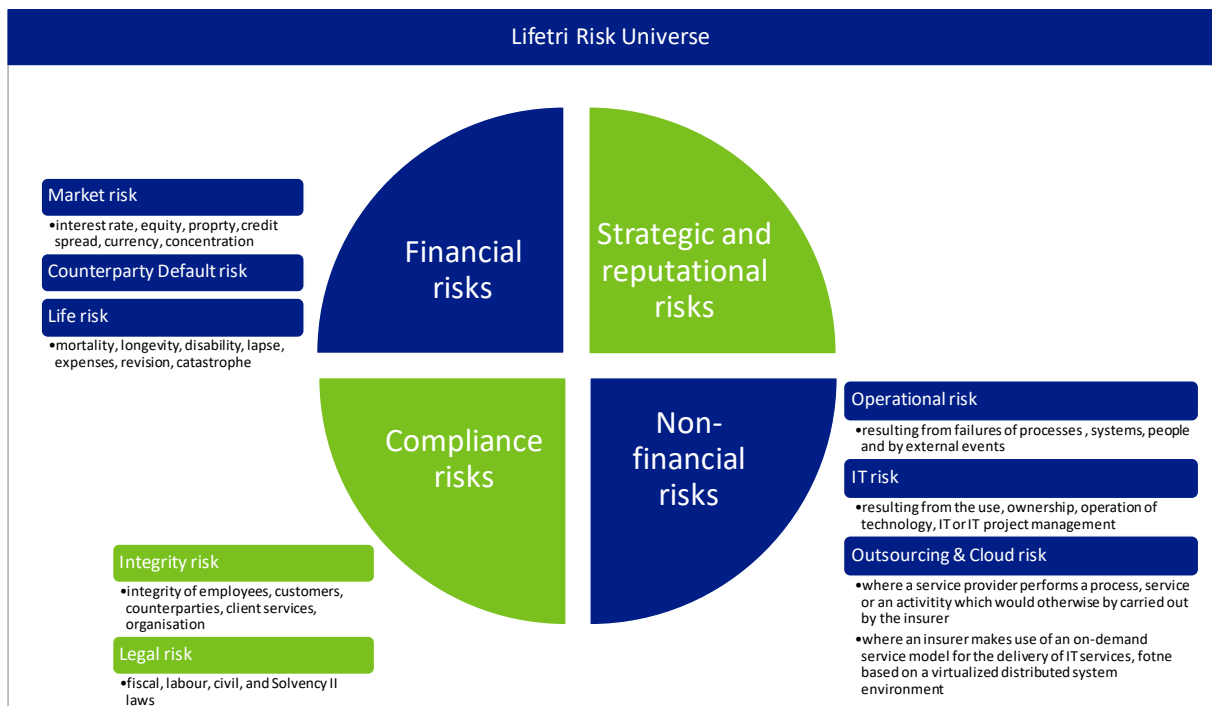 Lifetri Risk Universe
Market risk
•interest rate, equity, proprty, credit
spread, currency, concentration
Counterparty Default risk
Life risk
•mortality, longevity, disability, lapse,
expenses, revision, catastrophe
Financial
risks
Strategic and
reputational
risks
Compliance
risks
Non-
financial
risks
Integrity risk
•integrity of employees, customers,
counterparties, client services,
organisation
Legal risk
•fiscal, labour, civil, and Solvency II
laws
Operational risk
•resulting from failures of processes , systems, people
and by external events
IT risk
•resulting from the use, ownership, operation of
technology, IT or IT project management
Outsourcing & Cloud risk
•where a service provider performs a process, service
or an activitity which would otherwise by carried out
by the insurer
•where an insurer makes use of an on-demand
service model for the delivery of IT services, fotne
based on a virtualized distributed system
environment